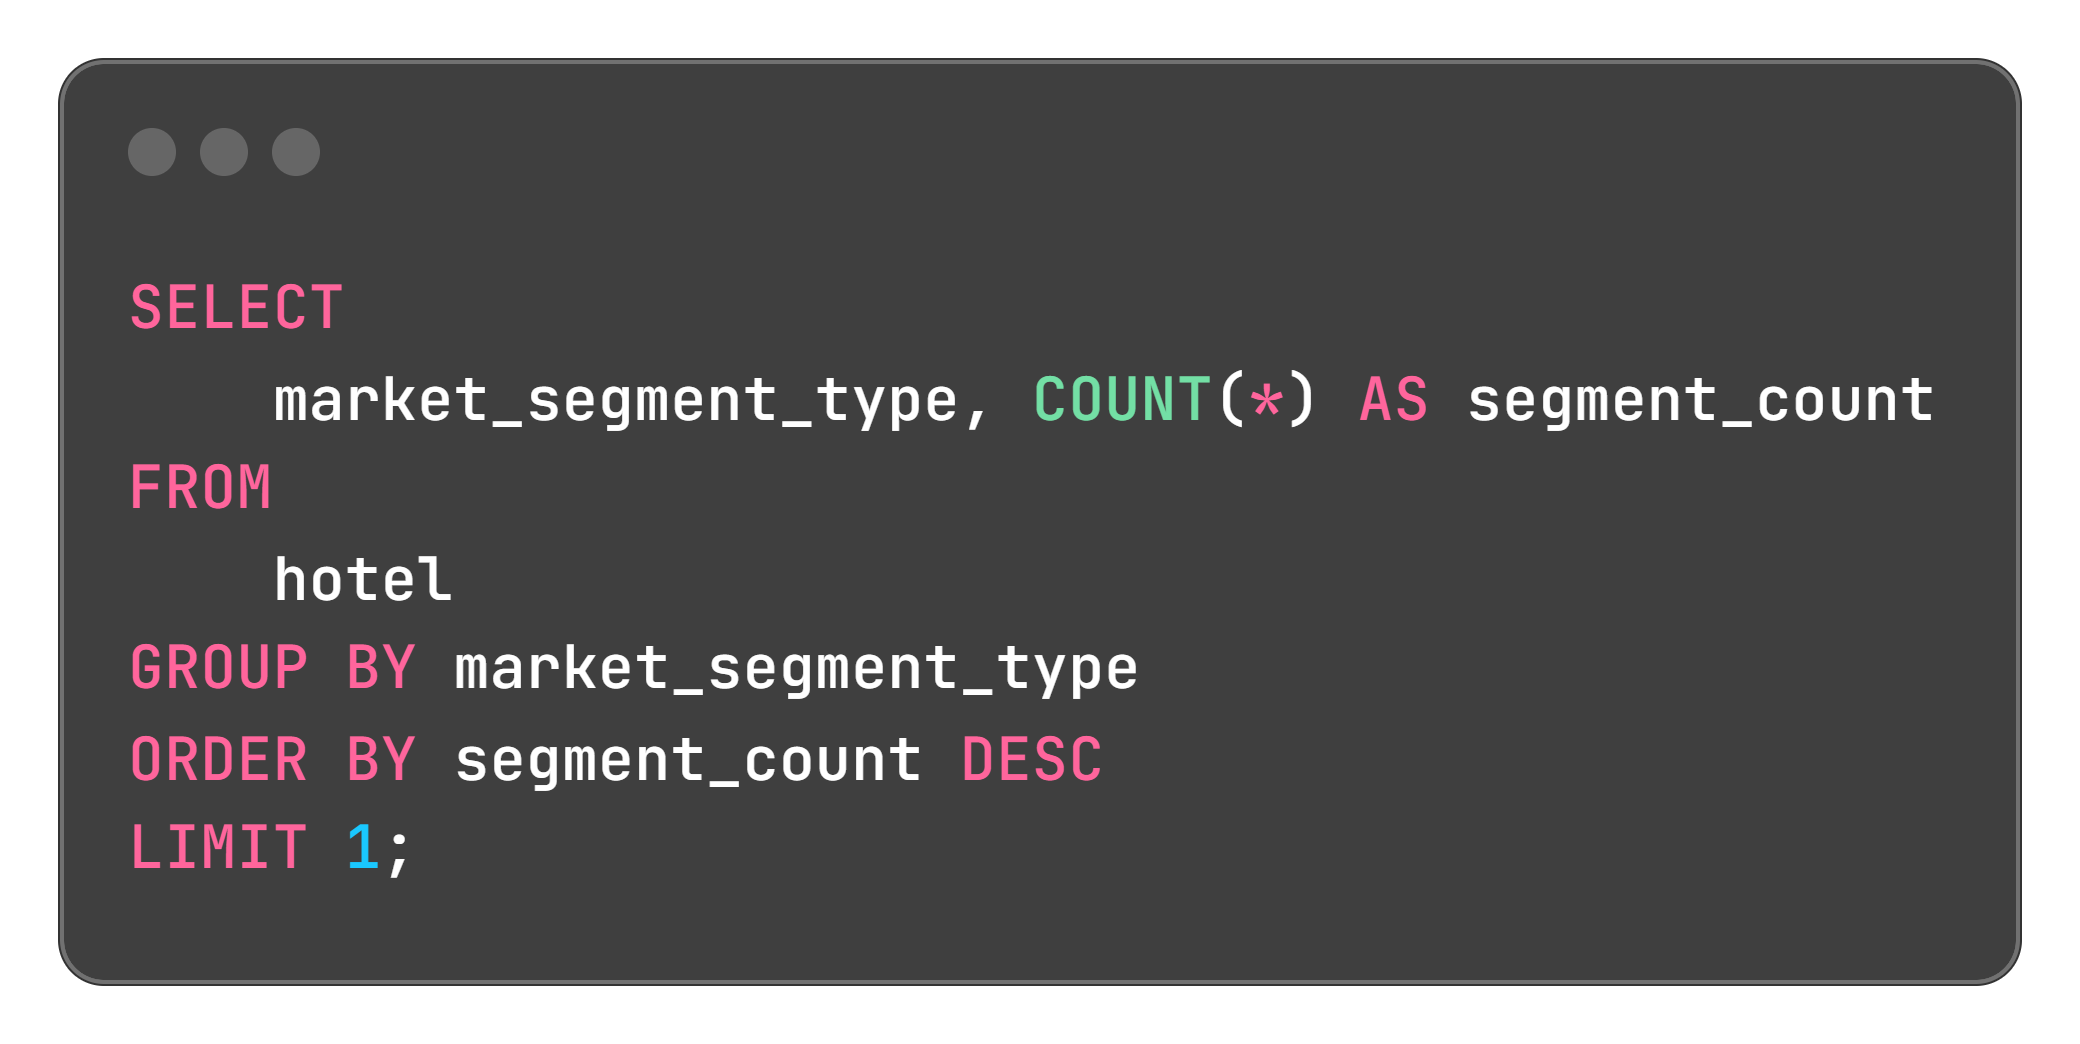 SELECT
    market_segment_type, COUNT(*) AS segment_count
FROM
    hotel
GROUP BY market_segment_type
ORDER BY segment_count DESC
LIMIT 1;